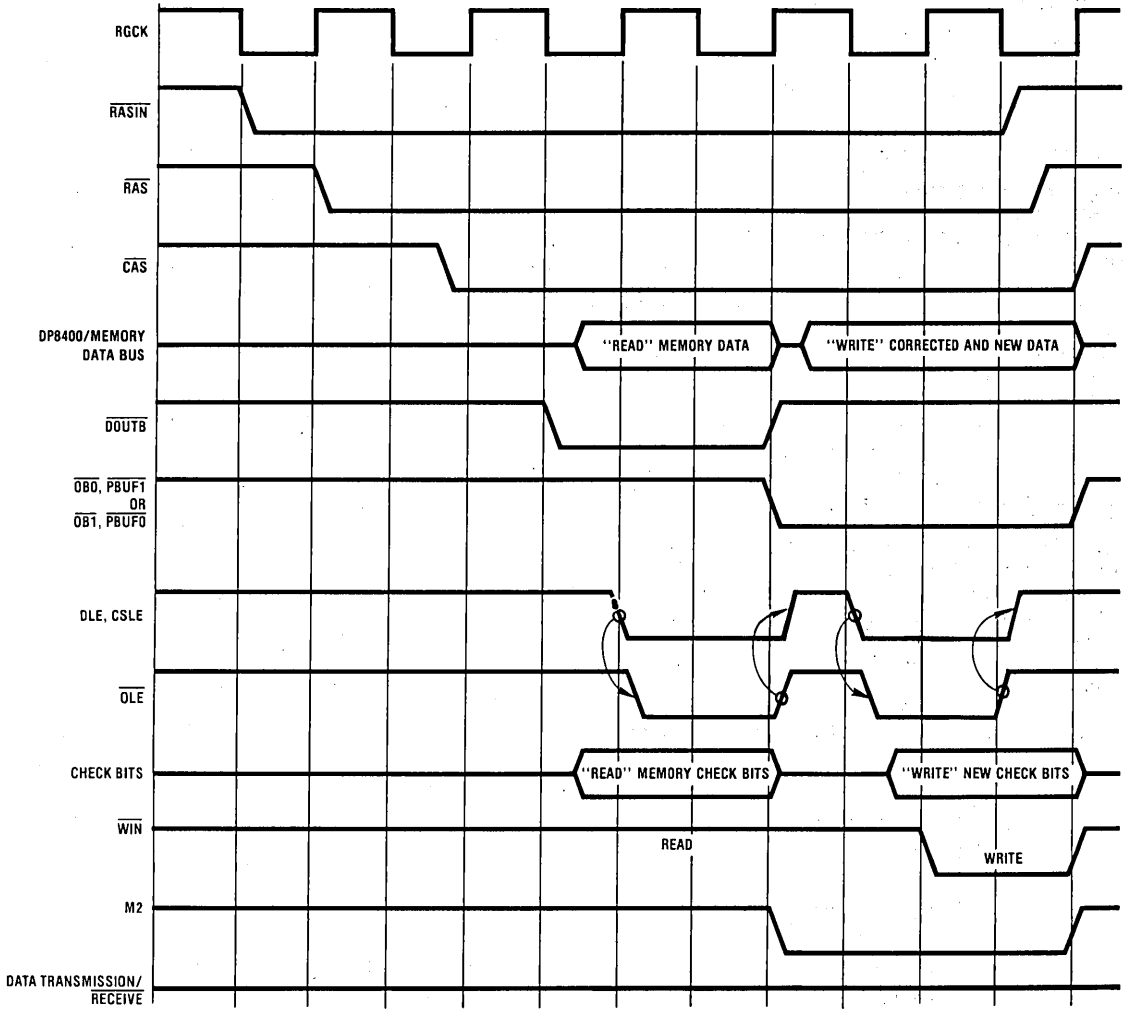 RGCK
RASIN
RAS
CAS
DP8400/MEMORY
DATA BUS
"READ" MEMORY DATA
"WRITE" CORRECTED AND NEW DATA
DOUTB
OB0, PBUF1
OR
OB1, PBUF0
DLE, CSLE
OLE
CHECK BITS
"READ" MEMORY CHECK BITS
"WRITE" NEW CHECK BITS
WIN
READ
WRITE
M2
DATA TRANSMISSION/
RECEIVE